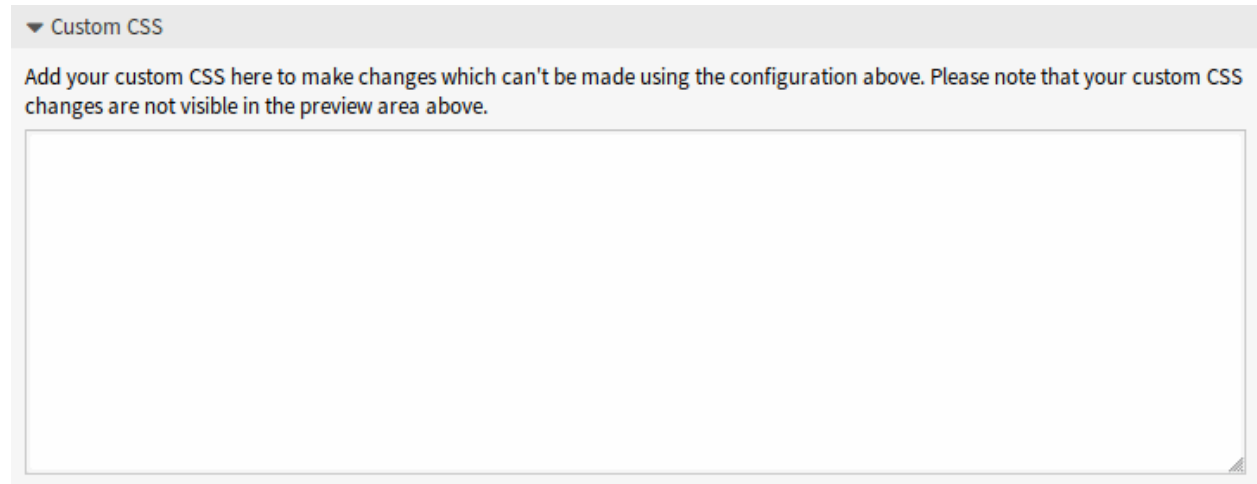 Custom CSS
Add your custom CSS here to make changes which can't be made using the configuration above. Please note that your custom CSS
changes are not visible in the preview area above.